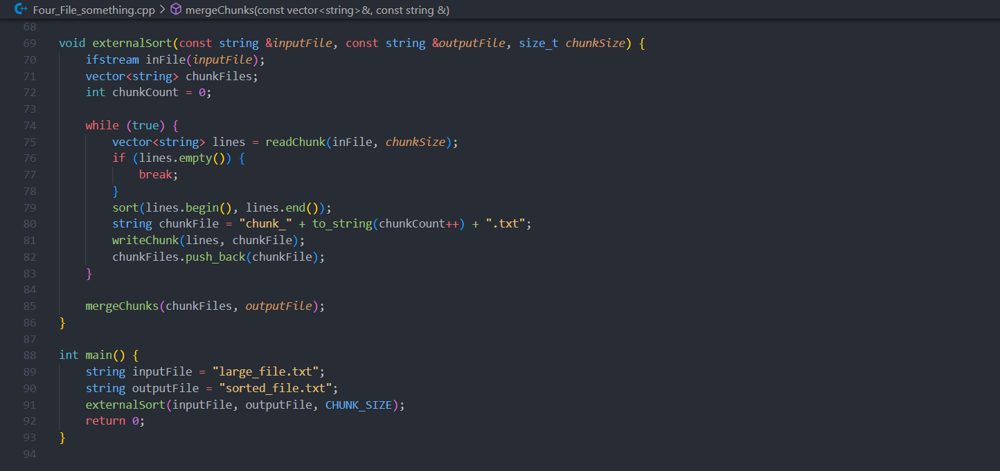 Four_File_something.cpp > mergeChunks(const vector<string>&, const string &)
68
69 void externalSort(const string &inputFile, const string &outputFile, size_t chunkSize) {
70     ifstream inFile(inputFile);
71     vector<string> chunkFiles;
72     int chunkCount = 0;
73
74     while (true) {
75         vector<string> lines = readChunk(inFile, chunkSize);
76         if (lines.empty()) {
77             break;
78         }
79         sort(lines.begin(), lines.end());
80         string chunkFile = "chunk_" + to_string(chunkCount++) + ".txt";
81         writeChunk(lines, chunkFile);
82         chunkFiles.push_back(chunkFile);
83     }
84
85     mergeChunks(chunkFiles, outputFile);
86 }
87
88 int main() {
89     string inputFile = "large_file.txt";
90     string outputFile = "sorted_file.txt";
91     externalSort(inputFile, outputFile, CHUNK_SIZE);
92     return 0;
93 }
94